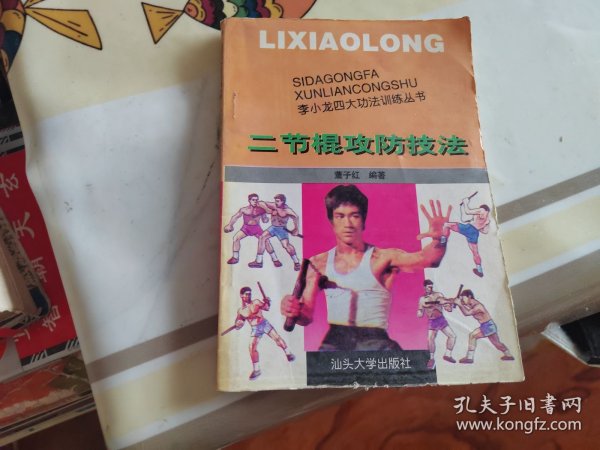 LIXIAOLONG
SIDAGONGFA
XUNLIANCONGSHU
李小龙四大功法训练丛书
二节棍攻防技法
董子红 编著
汕头大学出版社
孔夫子旧书网
www.kongfz.com